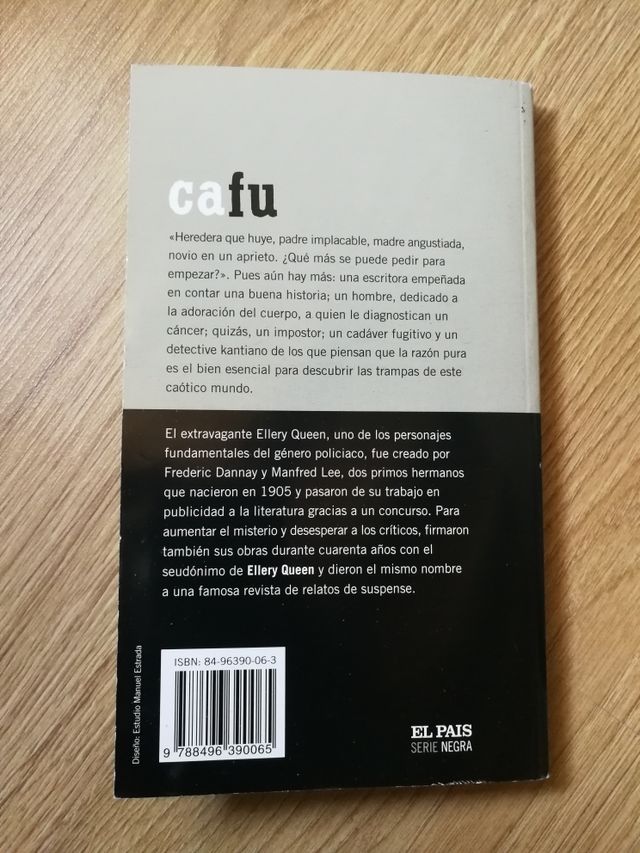 cafu
«Heredera que huye, padre implacable, madre angustiada,
novio en un aprieto. ¿Qué más se puede pedir para
empezar?». Pues aún hay más: una escritora empeñada
en contar una buena historia; un hombre, dedicado a
la adoración del cuerpo, a quien le diagnostican un
cáncer; quizás, un impostor; un cadáver fugitivo y un
detective kantiano de los que piensan que la razón pura
es el bien esencial para descubrir las trampas de este
caótico mundo.
El extravagante Ellery Queen, uno de los personajes
fundamentales del género policiaco, fue creado por
Frederic Dannay y Manfred Lee, dos primos hermanos
que nacieron en 1905 y pasaron de su trabajo en
publicidad a la literatura gracias a un concurso. Para
aumentar el misterio y desesperar a los críticos, firmaron
también sus obras durante cuarenta años con el
seudónimo de Ellery Queen y dieron el mismo nombre
a una famosa revista de relatos de suspense.
Diseño: Estudio Manuel Estrada
ISBN: 84-96390-06-3
9 788496 390065
EL PAIS
SERIE NEGRA